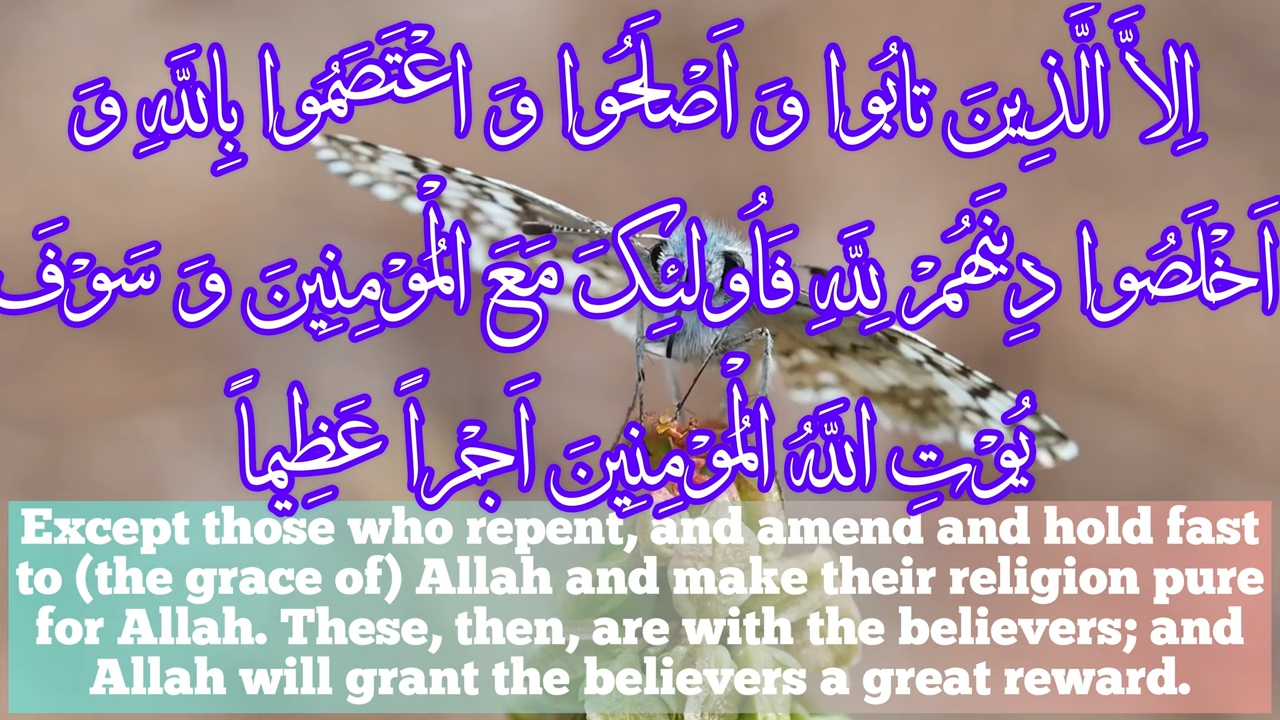 اِلاَّ الَّذِينَ تابُوا وَ اَصْلَحُوا وَ اعْتَصَمُوا بِاللَّهِ وَ
اَخْلَصُوا دِينَهُمْ لِلَّهِ فَاُولئِکَ مَعَ الْمُوْمِنِينَ وَ سَوْفَ
يُوْتِ اللَّهُ الْمُوْمِنِينَ اَجْراً عَظِيماً
Except those who repent, and amend and hold fast
to (the grace of) Allah and make their religion pure
for Allah. These, then, are with the believers; and
Allah will grant the believers a great reward.